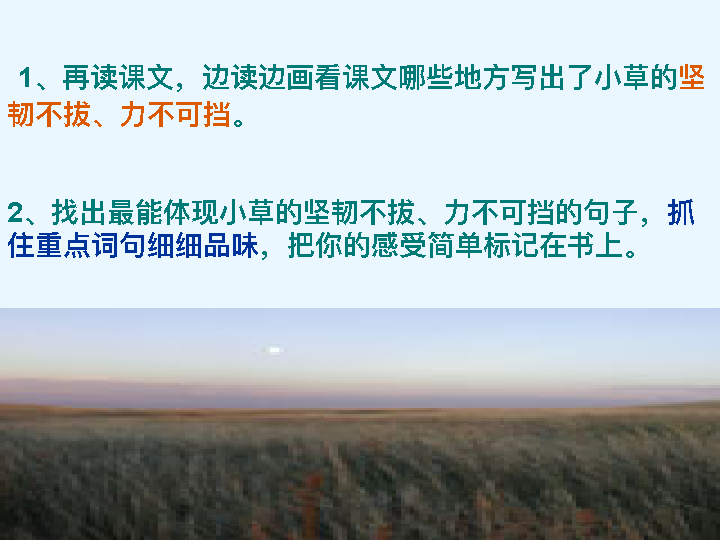 1、再读课文，边读边画看课文哪些地方写出了小草的坚
韧不拔、力不可挡。
2、找出最能体现小草的坚韧不拔、力不可挡的句子，抓
住重点词句细细品味，把你的感受简单标记在书上。